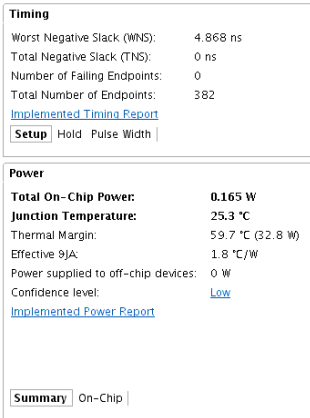 Timing
Worst Negative Slack (WNS): 4.868 ns
Total Negative Slack (TNS): 0 ns
Number of Failing Endpoints: 0
Total Number of Endpoints: 382
Implemented Timing Report
Setup Hold Pulse Width
Power
Total On-Chip Power: 0.165 W
Junction Temperature: 25.3 °C
Thermal Margin: 59.7 °C (32.8 W)
Effective ϑJA: 1.8 °C/W
Power supplied to off-chip devices: 0 W
Confidence level: Low
Implemented Power Report
Summary On-Chip